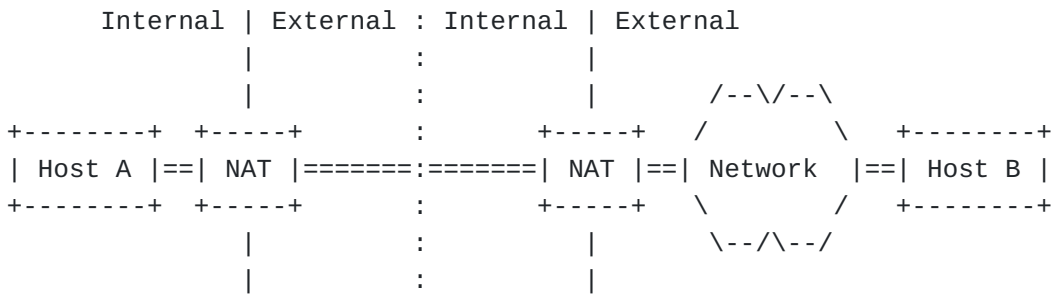 Internal | External : Internal | External
| : |
| : | /--\/--\
+--------+ +-----+ : +-----+ / \ +--------+
| Host A |==| NAT |=======:=======| NAT |==| Network |==| Host B |
+--------+ +-----+ : +-----+ \ / +--------+
| : | \--/\--/
| : |